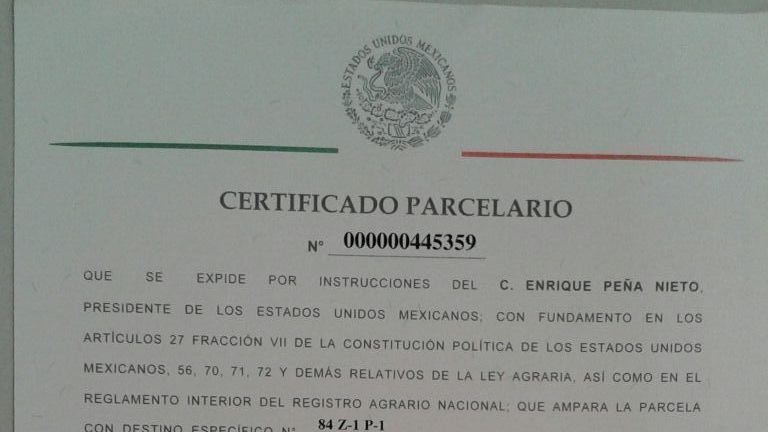 ESTADOS UNIDOS MEXICANOS
CERTIFICADO PARCELARIO
N° 000000445359
QUE SE EXPIDE POR INSTRUCCIONES DEL C. ENRIQUE PEÑA NIETO,
PRESIDENTE DE LOS ESTADOS UNIDOS MEXICANOS; CON FUNDAMENTO EN LOS
ARTÍCULOS 27 FRACCIÓN VII DE LA CONSTITUCIÓN POLÍTICA DE LOS ESTADOS UNIDOS
MEXICANOS, 56, 70, 71, 72 Y DEMÁS RELATIVOS DE LA LEY AGRARIA, ASÍ COMO EN EL
REGLAMENTO INTERIOR DEL REGISTRO AGRARIO NACIONAL; QUE AMPARA LA PARCELA
CON DESTINO ESPECÍFICO N° 84 Z-1 P-1